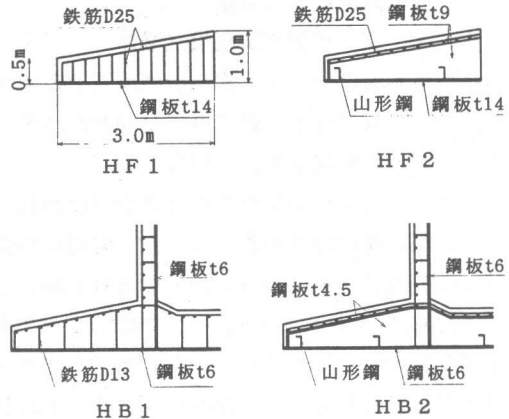 鉄筋D25
0.5m
1.0m
鋼板t14
3.0m
HF1
鉄筋D25
鋼板t9
山形鋼
鋼板t14
HF2
鋼板t6
鉄筋D13
鋼板t6
HB1
鋼板t6
鋼板t4.5
山形鋼
鋼板t6
HB2